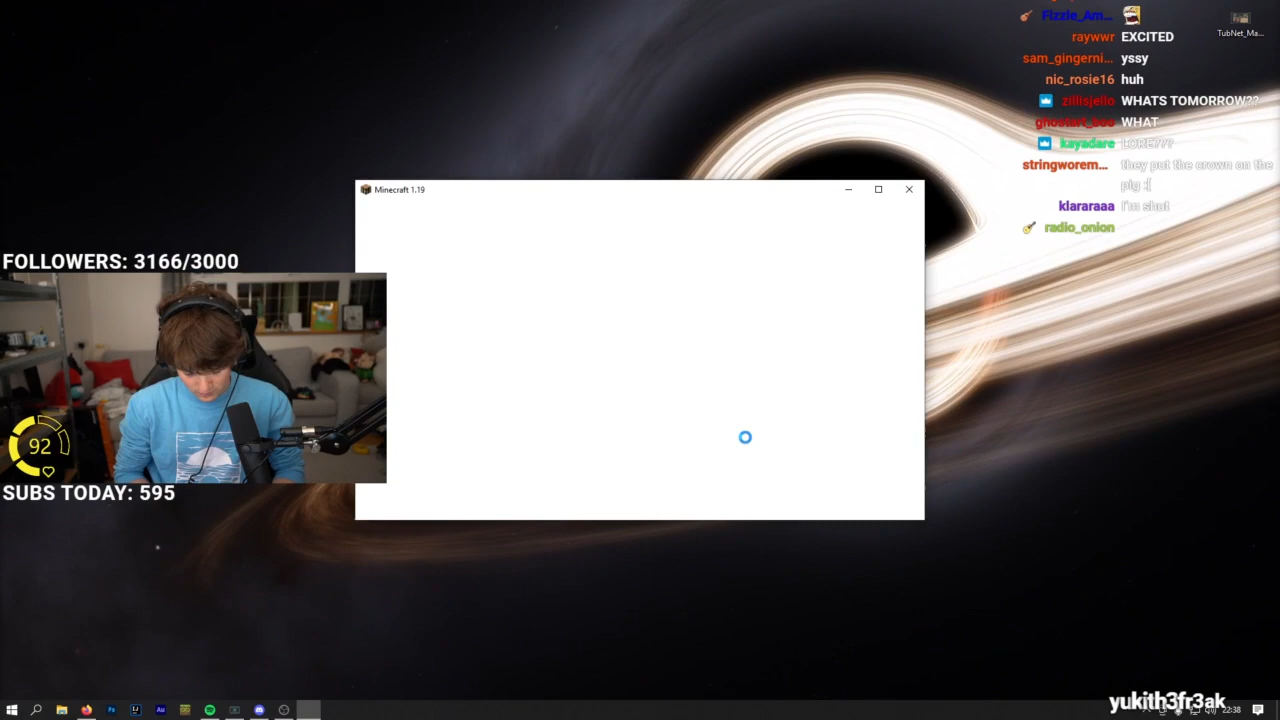 Fizzle_Am...
TubNet_Ma...
raywwr EXCITED
sam_gingerni... yssy
nic_rosie16 huh
zillisjello WHATS TOMORROW??
WHAT
kayadare LORE???
stringworem... they put the crown on the
pig :[
klararaaa I'm shut
radio_onion
Minecraft 1.19
FOLLOWERS: 3166/3000
92
SUBS TODAY: 595
Ps
Au
yukith3fr3ak
22:38